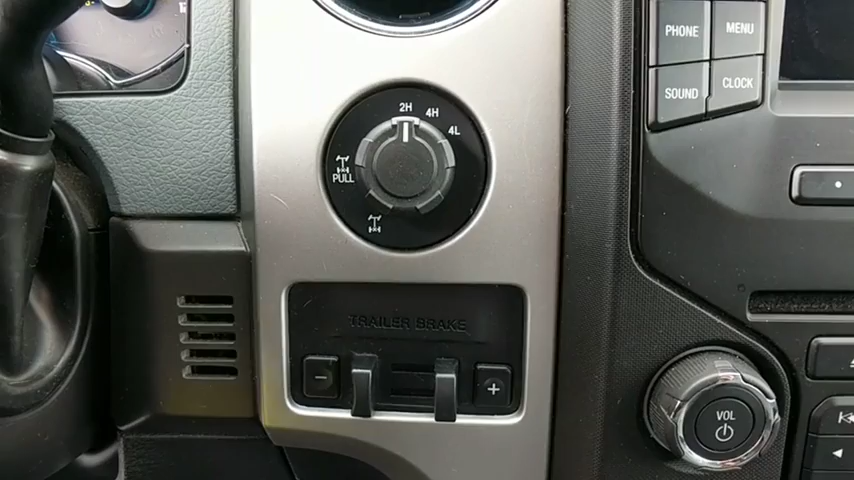 PHONE
MENU
SOUND
CLOCK
2H
4H
4L
PULL
TRAILER BRAKE
−
+
VOL